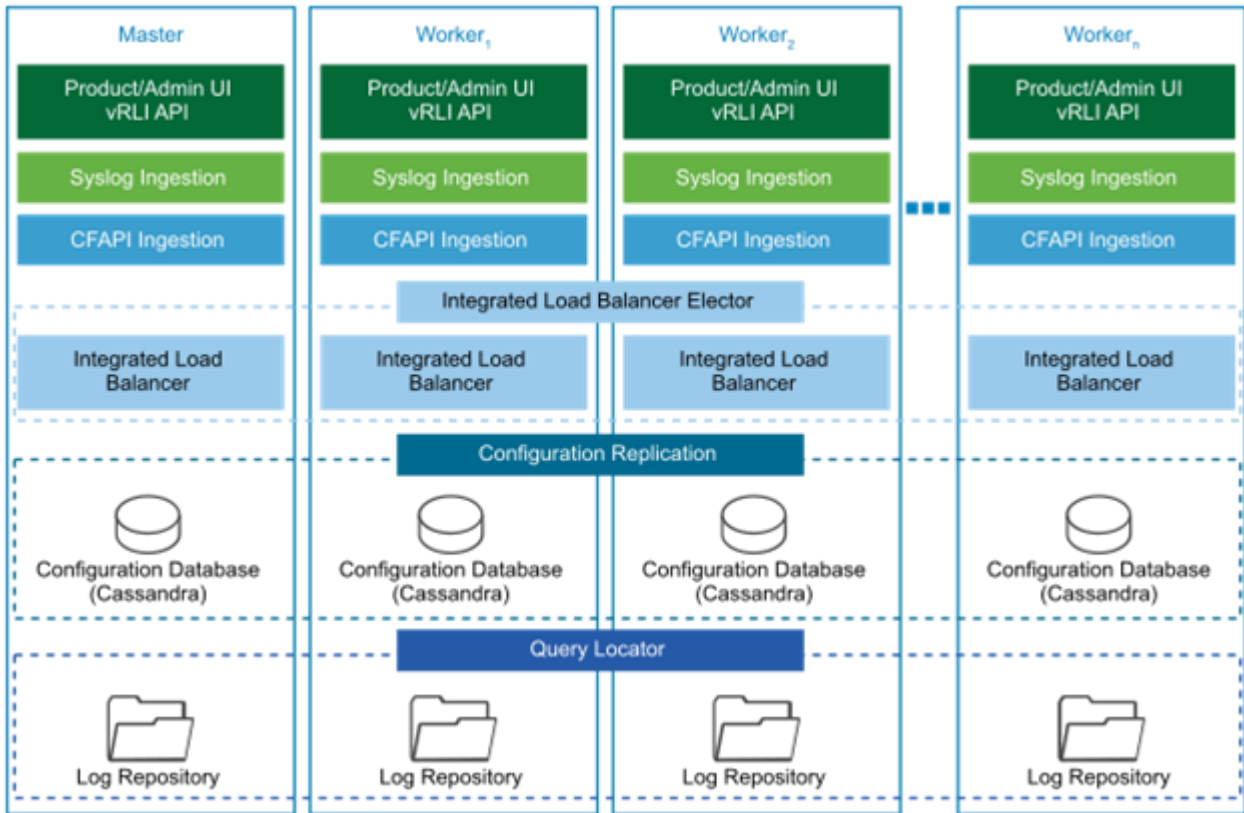 Master
Worker1
Worker2
Workern
Product/Admin UI
vRLI API
Product/Admin UI
vRLI API
Product/Admin UI
vRLI API
Product/Admin UI
vRLI API
Syslog Ingestion
Syslog Ingestion
Syslog Ingestion
Syslog Ingestion
CFAPI Ingestion
CFAPI Ingestion
CFAPI Ingestion
CFAPI Ingestion
Integrated Load Balancer Elector
Integrated Load
Balancer
Integrated Load
Balancer
Integrated Load
Balancer
Integrated Load
Balancer
Configuration Replication
Configuration Database
(Cassandra)
Configuration Database
(Cassandra)
Configuration Database
(Cassandra)
Configuration Database
(Cassandra)
Query Locator
Log Repository
Log Repository
Log Repository
Log Repository